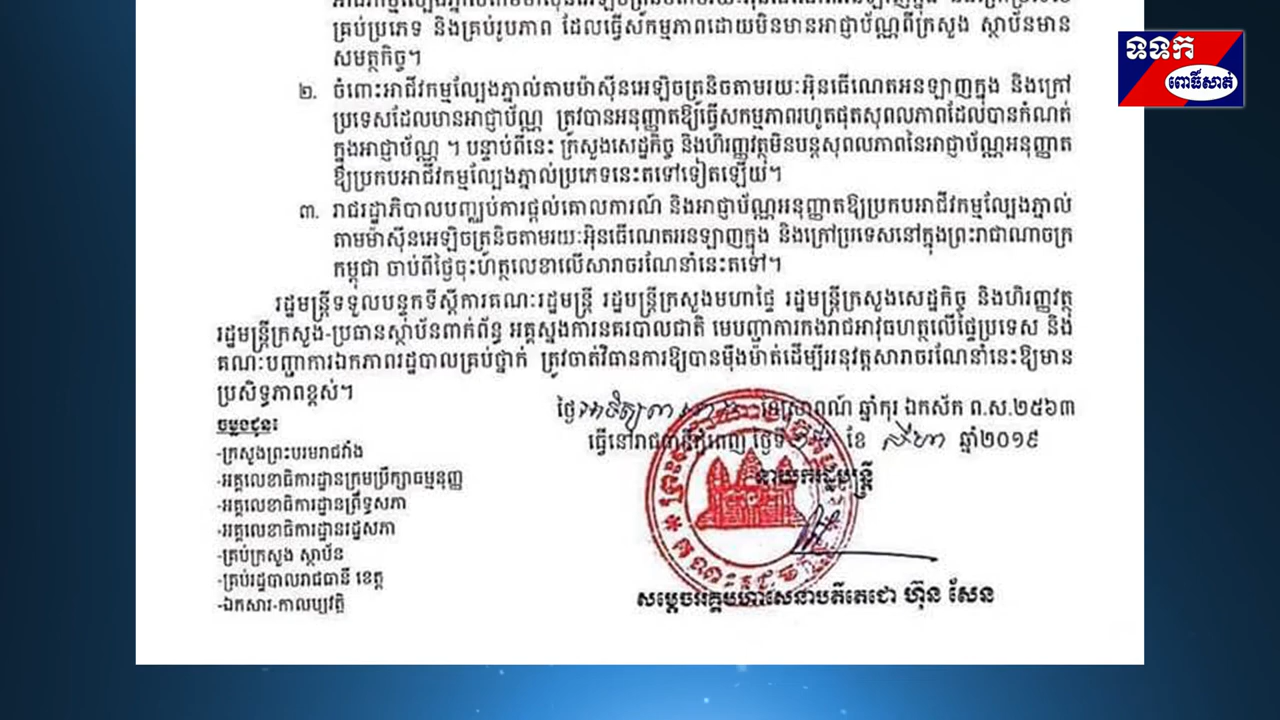 គ្រប់ប្រភេទ និងគ្រប់រូបភាព ដែលធ្វើសកម្មភាពដោយមិនមានអាជ្ញាប័ណ្ណពីក្រសួង ស្ថាប័នមាន
សមត្ថកិច្ច។
ទទក
ពោធិ៍សាត់
២. ចំពោះអាជីវកម្មល្បែងភ្នាល់តាមម៉ាស៊ីនអេឡិចត្រូនិចតាមរយៈអ៊ិនធើណេតអនឡាញក្នុង និងក្រៅ
ប្រទេសដែលមានអាជ្ញាប័ណ្ណ ត្រូវបានអនុញ្ញាតឱ្យធ្វើសកម្មភាពរហូតផុតសុពលភាពដែលបានកំណត់
ក្នុងអាជ្ញាប័ណ្ណ ។ បន្ទាប់ពីនេះ ក្រសួងសេដ្ឋកិច្ច និងហិរញ្ញវត្ថុមិនបន្តសុពលភាពនៃអាជ្ញាប័ណ្ណអនុញ្ញាត
ឱ្យប្រកបអាជីវកម្មល្បែងភ្នាល់ប្រភេទនេះតទៅទៀតឡើយ។
៣. រាជរដ្ឋាភិបាលបញ្ឈប់ការផ្តល់គោលការណ៍ និងអាជ្ញាប័ណ្ណអនុញ្ញាតឱ្យប្រកបអាជីវកម្មល្បែងភ្នាល់
តាមម៉ាស៊ីនអេឡិចត្រូនិចតាមរយៈអ៊ិនធើណេតអនឡាញក្នុង និងក្រៅប្រទេសនៅក្នុងព្រះរាជាណាចក្រ
កម្ពុជា ចាប់ពីថ្ងៃចុះហត្ថលេខាលើសារាចរណែនាំនេះតទៅ។
រដ្ឋមន្ត្រីទទួលបន្ទុកទីស្តីការគណៈរដ្ឋមន្ត្រី រដ្ឋមន្ត្រីក្រសួងមហាផ្ទៃ រដ្ឋមន្ត្រីក្រសួងសេដ្ឋកិច្ច និងហិរញ្ញវត្ថុ
រដ្ឋមន្ត្រីក្រសួង-ប្រធានស្ថាប័នពាក់ព័ន្ធ អគ្គស្នងការនគរបាលជាតិ មេបញ្ជាការកងរាជអាវុធហត្ថលើផ្ទៃប្រទេស និង
គណៈបញ្ជាការឯកភាពរដ្ឋបាលគ្រប់ថ្នាក់ ត្រូវចាត់វិធានការឱ្យបានម៉ឺងម៉ាត់ដើម្បីអនុវត្តសារាចរណែនាំនេះឱ្យមាន
ប្រសិទ្ធភាពខ្ពស់។
ថ្ងៃអាទិត្យ ខែស្រាពណ៍ ឆ្នាំកុរ ឯកស័ក ព.ស.២៥៦៣
ធ្វើនៅរាជធានីភ្នំពេញ ថ្ងៃទី ខែ សីហា ឆ្នាំ២០១៩
នាយករដ្ឋមន្ត្រី
សម្តេចអគ្គមហាសេនាបតីតេជោ ហ៊ុន សែន
ចម្លងជូន៖
-ក្រសួងព្រះបរមរាជវាំង
-អគ្គលេខាធិការដ្ឋានក្រុមប្រឹក្សាធម្មនុញ្ញ
-អគ្គលេខាធិការដ្ឋានព្រឹទ្ធសភា
-អគ្គលេខាធិការដ្ឋានរដ្ឋសភា
-គ្រប់ក្រសួង ស្ថាប័ន
-គ្រប់រដ្ឋបាលរាជធានី ខេត្ត
-ឯកសារ-កាលប្បវត្តិ